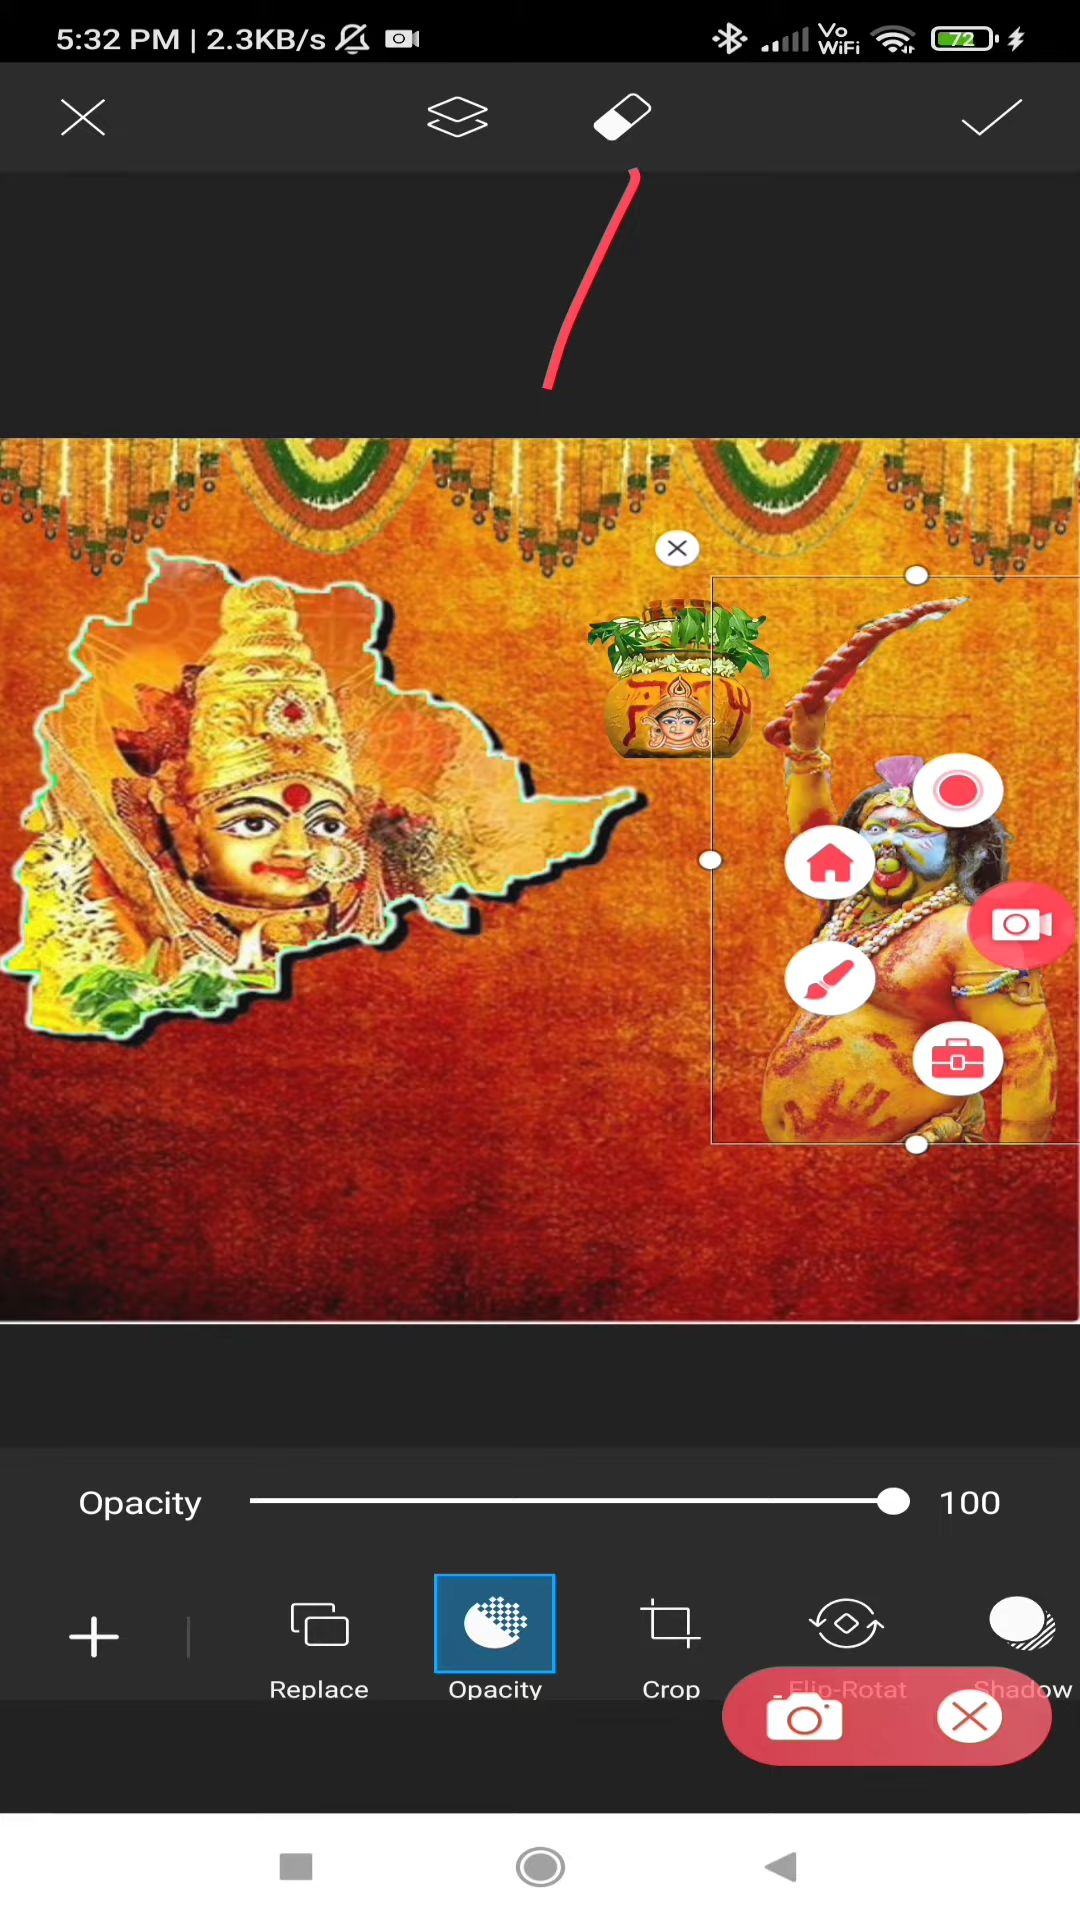 5:32 PM | 2.3KB/s Vo WiFi 72
Opacity 100
Replace Opacity Crop Flip-Rotat Shadow